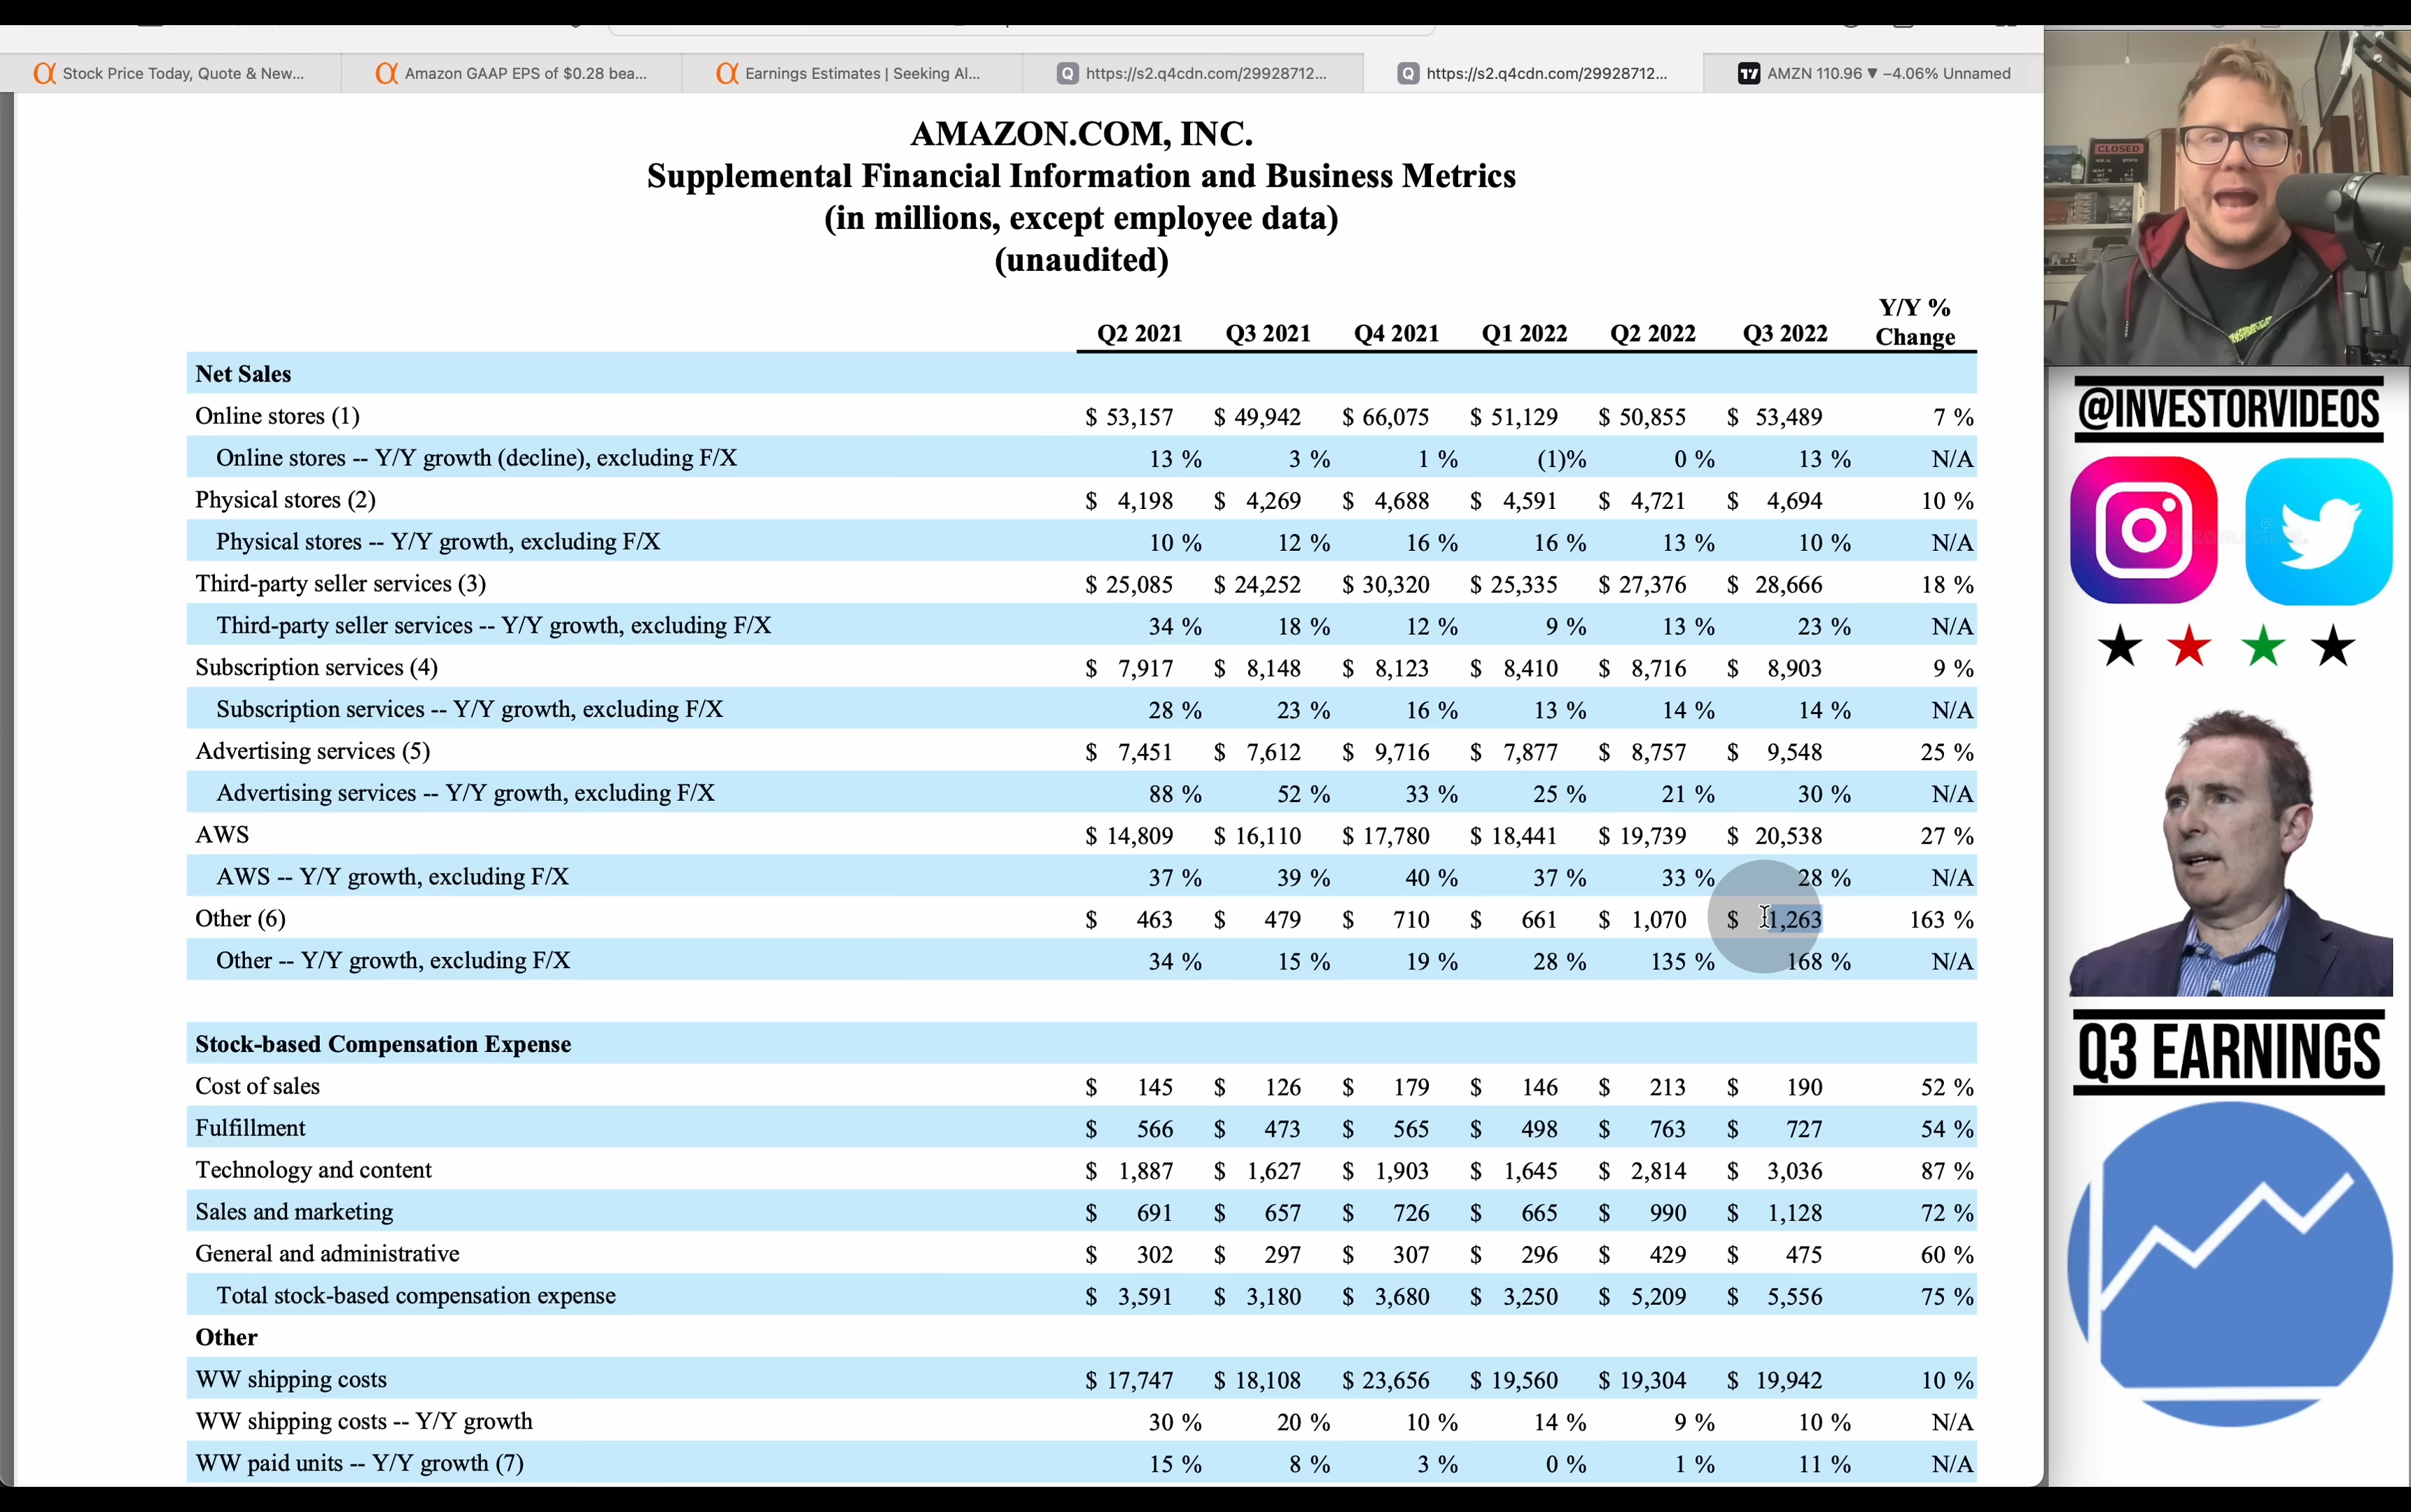 Stock Price Today, Quote & New...
Amazon GAAP EPS of $0.28 bea...
Earnings Estimates | Seeking Al...
https://s2.q4cdn.com/29928712...
https://s2.q4cdn.com/29928712...
AMZN 110.96 ▼ −4.06% Unnamed
AMAZON.COM, INC.
Supplemental Financial Information and Business Metrics
(in millions, except employee data)
(unaudited)
Q2 2021 Q3 2021 Q4 2021 Q1 2022 Q2 2022 Q3 2022 Y/Y % Change
Net Sales
Online stores (1) $ 53,157 $ 49,942 $ 66,075 $ 51,129 $ 50,855 $ 53,489 7 %
Online stores -- Y/Y growth (decline), excluding F/X 13 % 3 % 1 % (1)% 0 % 13 % N/A
Physical stores (2) $ 4,198 $ 4,269 $ 4,688 $ 4,591 $ 4,721 $ 4,694 10 %
Physical stores -- Y/Y growth, excluding F/X 10 % 12 % 16 % 16 % 13 % 10 % N/A
Third-party seller services (3) $ 25,085 $ 24,252 $ 30,320 $ 25,335 $ 27,376 $ 28,666 18 %
Third-party seller services -- Y/Y growth, excluding F/X 34 % 18 % 12 % 9 % 13 % 23 % N/A
Subscription services (4) $ 7,917 $ 8,148 $ 8,123 $ 8,410 $ 8,716 $ 8,903 9 %
Subscription services -- Y/Y growth, excluding F/X 28 % 23 % 16 % 13 % 14 % 14 % N/A
Advertising services (5) $ 7,451 $ 7,612 $ 9,716 $ 7,877 $ 8,757 $ 9,548 25 %
Advertising services -- Y/Y growth, excluding F/X 88 % 52 % 33 % 25 % 21 % 30 % N/A
AWS $ 14,809 $ 16,110 $ 17,780 $ 18,441 $ 19,739 $ 20,538 27 %
AWS -- Y/Y growth, excluding F/X 37 % 39 % 40 % 37 % 33 % 28 % N/A
Other (6) $ 463 $ 479 $ 710 $ 661 $ 1,070 $ 1,263 163 %
Other -- Y/Y growth, excluding F/X 34 % 15 % 19 % 28 % 135 % 168 % N/A
Stock-based Compensation Expense
Cost of sales $ 145 $ 126 $ 179 $ 146 $ 213 $ 190 52 %
Fulfillment $ 566 $ 473 $ 565 $ 498 $ 763 $ 727 54 %
Technology and content $ 1,887 $ 1,627 $ 1,903 $ 1,645 $ 2,814 $ 3,036 87 %
Sales and marketing $ 691 $ 657 $ 726 $ 665 $ 990 $ 1,128 72 %
General and administrative $ 302 $ 297 $ 307 $ 296 $ 429 $ 475 60 %
Total stock-based compensation expense $ 3,591 $ 3,180 $ 3,680 $ 3,250 $ 5,209 $ 5,556 75 %
Other
WW shipping costs $ 17,747 $ 18,108 $ 23,656 $ 19,560 $ 19,304 $ 19,942 10 %
WW shipping costs -- Y/Y growth 30 % 20 % 10 % 14 % 9 % 10 % N/A
WW paid units -- Y/Y growth (7) 15 % 8 % 3 % 0 % 1 % 11 % N/A
CLOSED
@INVESTORVIDEOS
Q3 EARNINGS